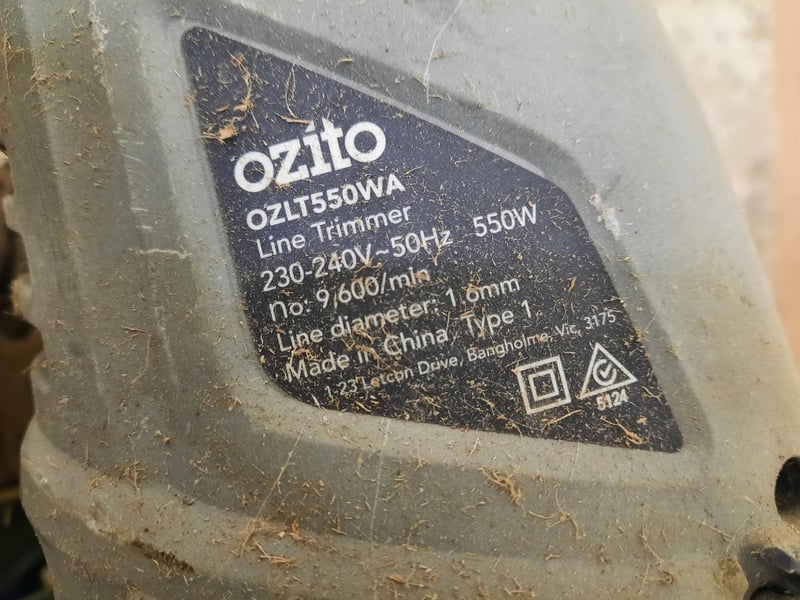 ozito
OZLT550WA
Line Trimmer
230-240V~50Hz 550W
no: 9,600/min
Line diameter: 1.6mm
Made in China Type 1
1-23 Letcon Drive, Bangholme, Vic, 3175
5124